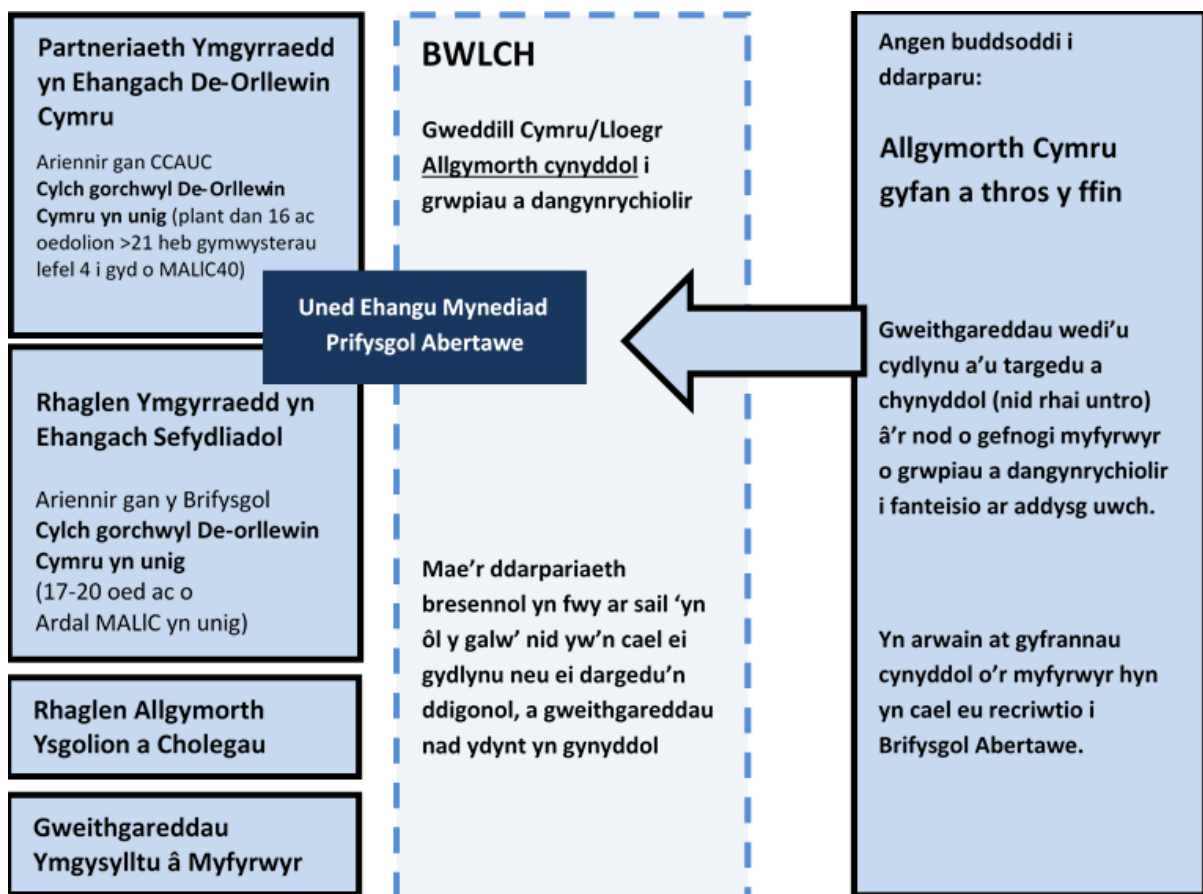 Partneriaeth Ymgyrraedd
yn Ehangach De-Orllewin
Cymru
Ariennir gan CCAUC
Cylch gorchwyl De-Orllewin
Cymru yn unig (plant dan 16 ac
oedolion >21 heb gymwysterau
lefel 4 i gyd o MALlC40)
Rhaglen Ymgyrraedd yn
Ehangach Sefydliadol
Ariennir gan y Brifysgol
Cylch gorchwyl De-orllewin
Cymru yn unig
(17-20 oed ac o
Ardal MALlC yn unig)
Rhaglen Allgymorth
Ysgolion a Cholegau
Gweithgareddau
Ymgysylltu â Myfyrwyr
Uned Ehangu Mynediad
Prifysgol Abertawe
BWLCH
Gweddill Cymru/Lloegr
Allgymorth cynyddol i
grwpiau a dangynrychiolir
Mae’r ddarpariaeth
bresennol yn fwy ar sail ‘yn
ôl y galw’ nid yw’n cael ei
gydlynu neu ei dargedu’n
ddigonol, a gweithgareddau
nad ydynt yn gynyddol
Angen buddsoddi i
ddarparu:
Allgymorth Cymru
gyfan a thros y ffin
Gweithgareddau wedi’u
cydlynu a’u targedu a
chynyddol (nid rhai untro)
â’r nod o gefnogi myfyrwyr
o grwpiau a dangynrychiolir
i fanteisio ar addysg uwch.
Yn arwain at gyfrannau
cynyddol o’r myfyrwyr hyn
yn cael eu recriwtio i
Brifysgol Abertawe.